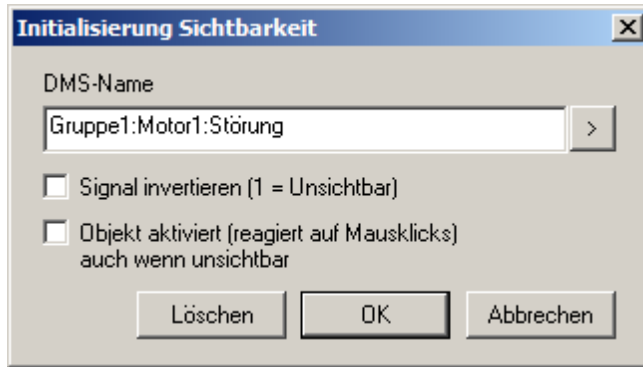 Initialisierung Sichtbarkeit
DMS-Name
Gruppe1:Motor1:Störung
>
Signal invertieren (1 = Unsichtbar)
Objekt aktiviert (reagiert auf Mausklicks)
auch wenn unsichtbar
Löschen OK Abbrechen